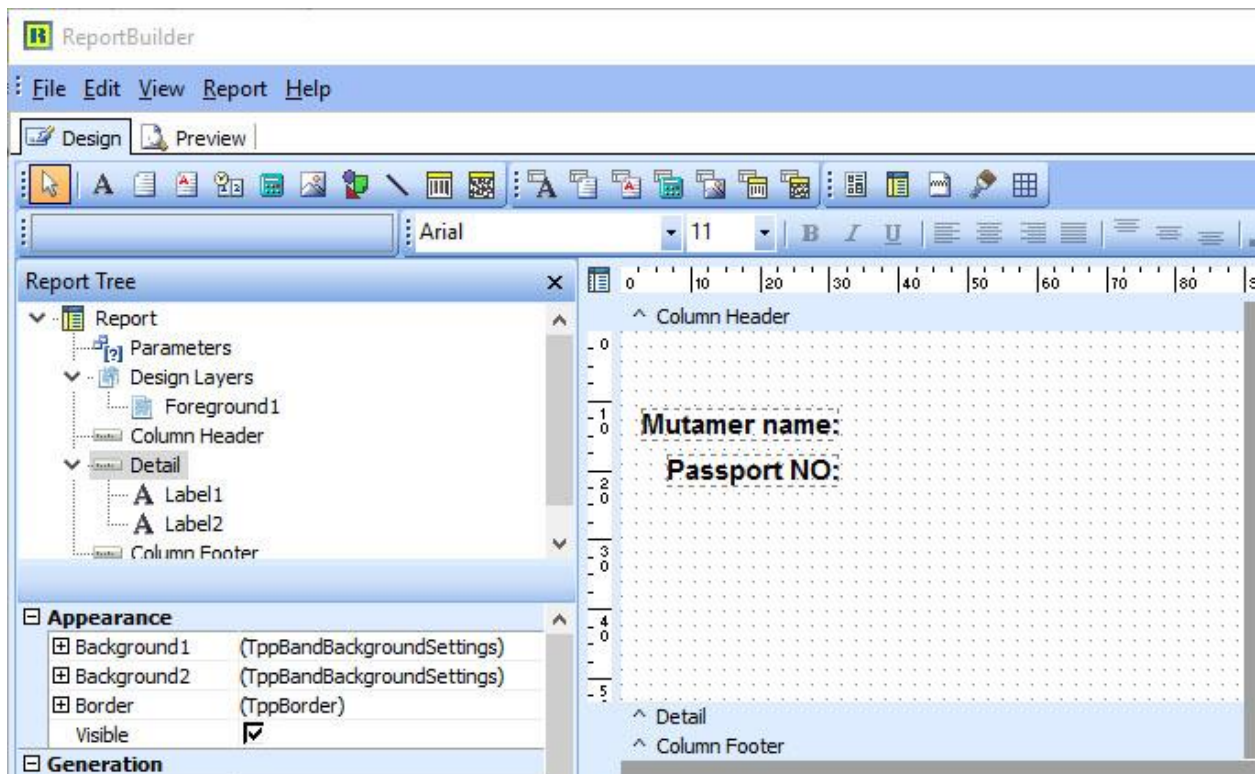 ReportBuilder
File Edit View Report Help
Design Preview
Arial 11 B I U
Report Tree
0 10 20 30 40 50 60 70 80
Report
Parameters
Design Layers
Foreground1
Column Header
Detail
Label1
Label2
Column Footer
Column Header
0
10
20
30
40
5
Mutamer name:
Passport NO:
Detail
Column Footer
Appearance
Background1 (TppBandBackgroundSettings)
Background2 (TppBandBackgroundSettings)
Border (TppBorder)
Visible
Generation